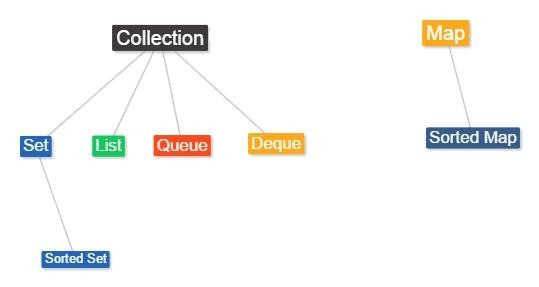 Collection
Map
Set
List
Queue
Deque
Sorted Map
Sorted Set